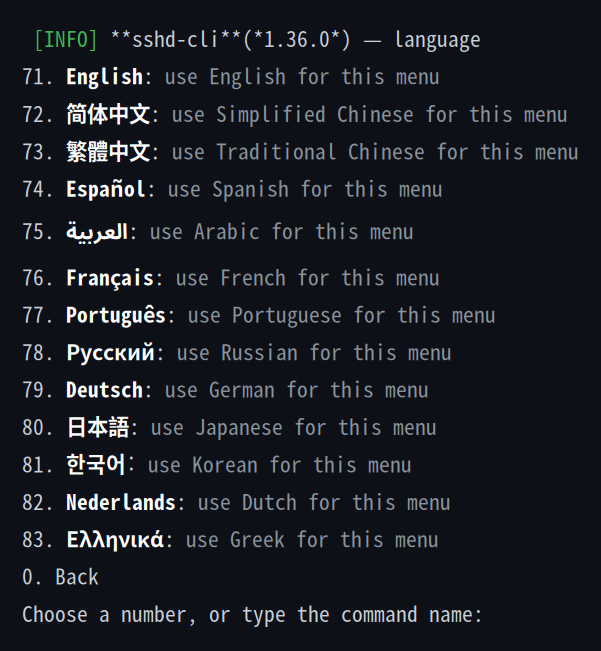 [INFO] **sshd-cli**(*1.36.0*) — language
71. English: use English for this menu
72. 简体中文: use Simplified Chinese for this menu
73. 繁體中文: use Traditional Chinese for this menu
74. Español: use Spanish for this menu
75. العربية: use Arabic for this menu
76. Français: use French for this menu
77. Português: use Portuguese for this menu
78. Русский: use Russian for this menu
79. Deutsch: use German for this menu
80. 日本語: use Japanese for this menu
81. 한국어: use Korean for this menu
82. Nederlands: use Dutch for this menu
83. Ελληνικά: use Greek for this menu
0. Back
Choose a number, or type the command name: